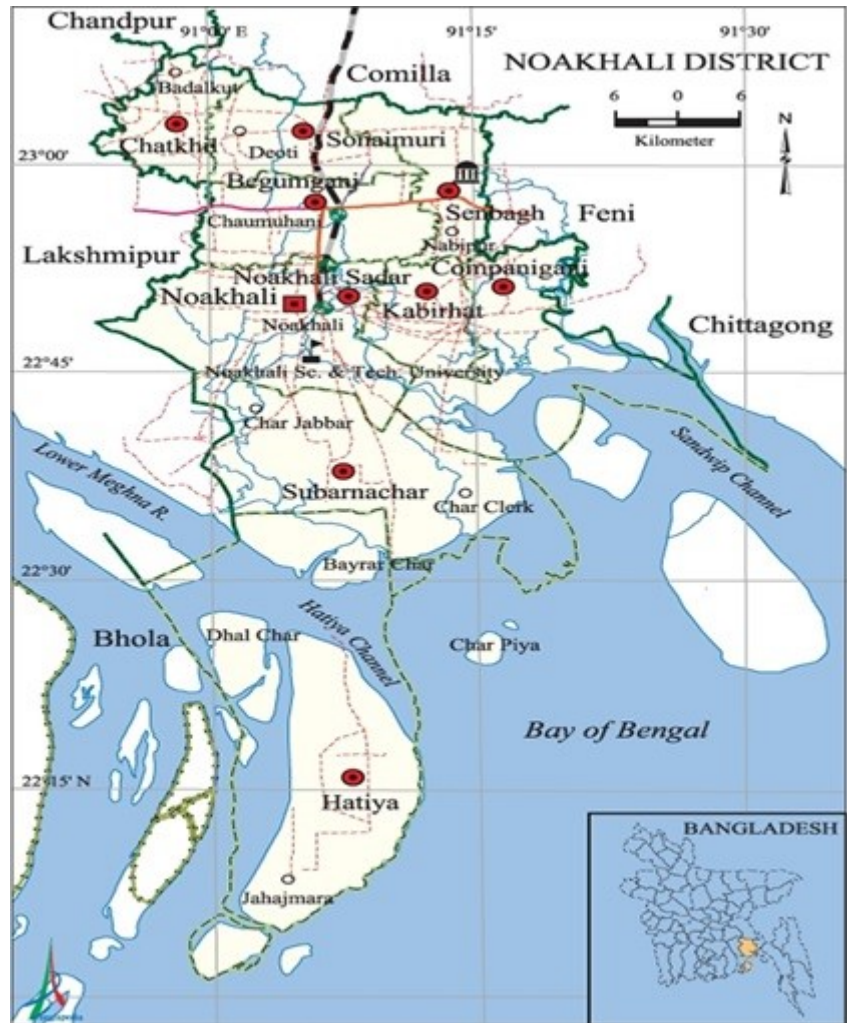 Chandpur
91°00' E
91°15'
91°30'
NOAKHALI DISTRICT
Comilla
6 0 6
Kilometer
N
Badalkut
Chatkhil
Deoti
Sonaimuri
23°00'
Begumganj
Chaumuhani
Senbagh
Feni
Nabipur
Lakshmipur
Noakhali Sadar
Companiganj
Noakhali
Kabirhat
Noakhali
Chittagong
22°45'
Noakhali Sc. & Tech. University
Char Jabbar
Sandwip Channel
Lower Meghna R.
Subarnachar
Char Clerk
22°30'
Bayrar Char
Hatiya Channel
Bhola
Dhal Char
Char Piya
Bay of Bengal
22°15' N
Hatiya
BANGLADESH
Jahajmara